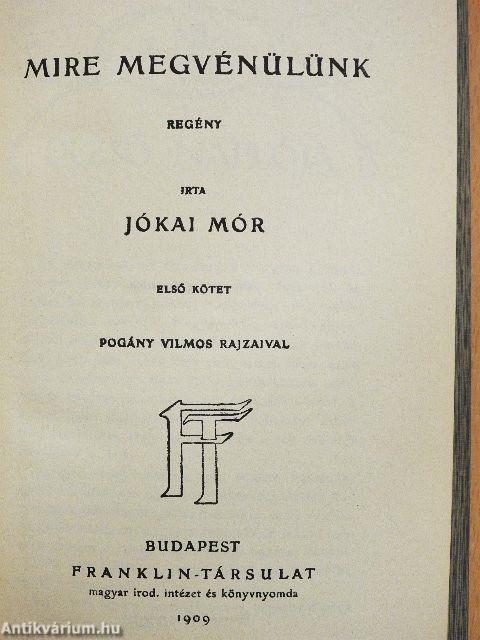 MIRE MEGVÉNÜLÜNK
REGÉNY
IRTA
JÓKAI MÓR
ELSŐ KÖTET
POGÁNY VILMOS RAJZAIVAL
FT
BUDAPEST
FRANKLIN-TÁRSULAT
magyar irod. intézet és könyvnyomda
1909
Antikvárium.hu